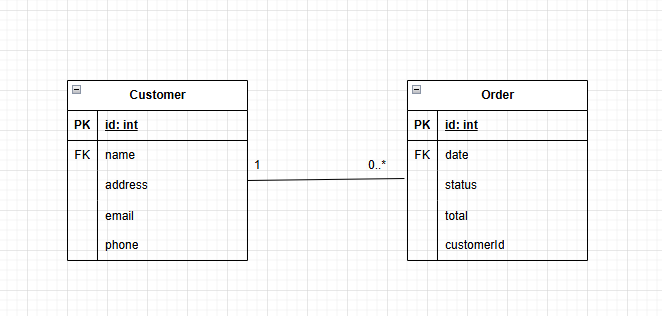 Customer
PK id: int
FK name
address
email
phone
1 0..*
Order
PK id: int
FK date
status
total
customerId